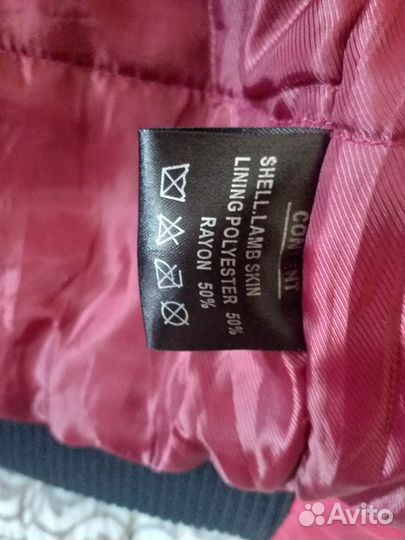 CONTENT
SHELL:LAMB SKIN
LINING POLYESTER 50%
RAYON 50%
Avito